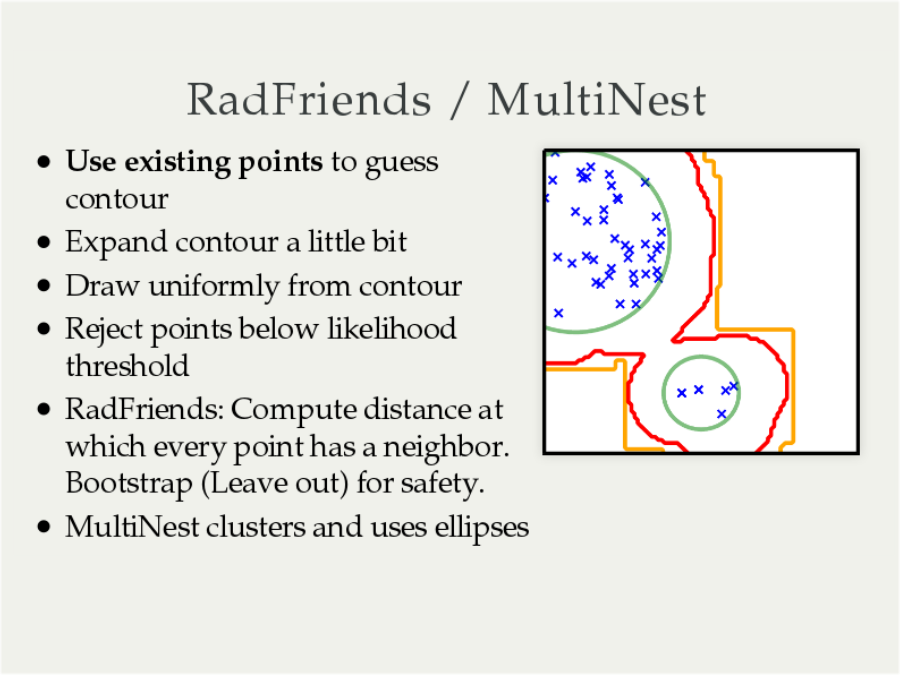 RadFriends / MultiNest
• Use existing points to guess
contour
• Expand contour a little bit
• Draw uniformly from contour
• Reject points below likelihood
threshold
• RadFriends: Compute distance at
which every point has a neighbor.
Bootstrap (Leave out) for safety.
• MultiNest clusters and uses ellipses